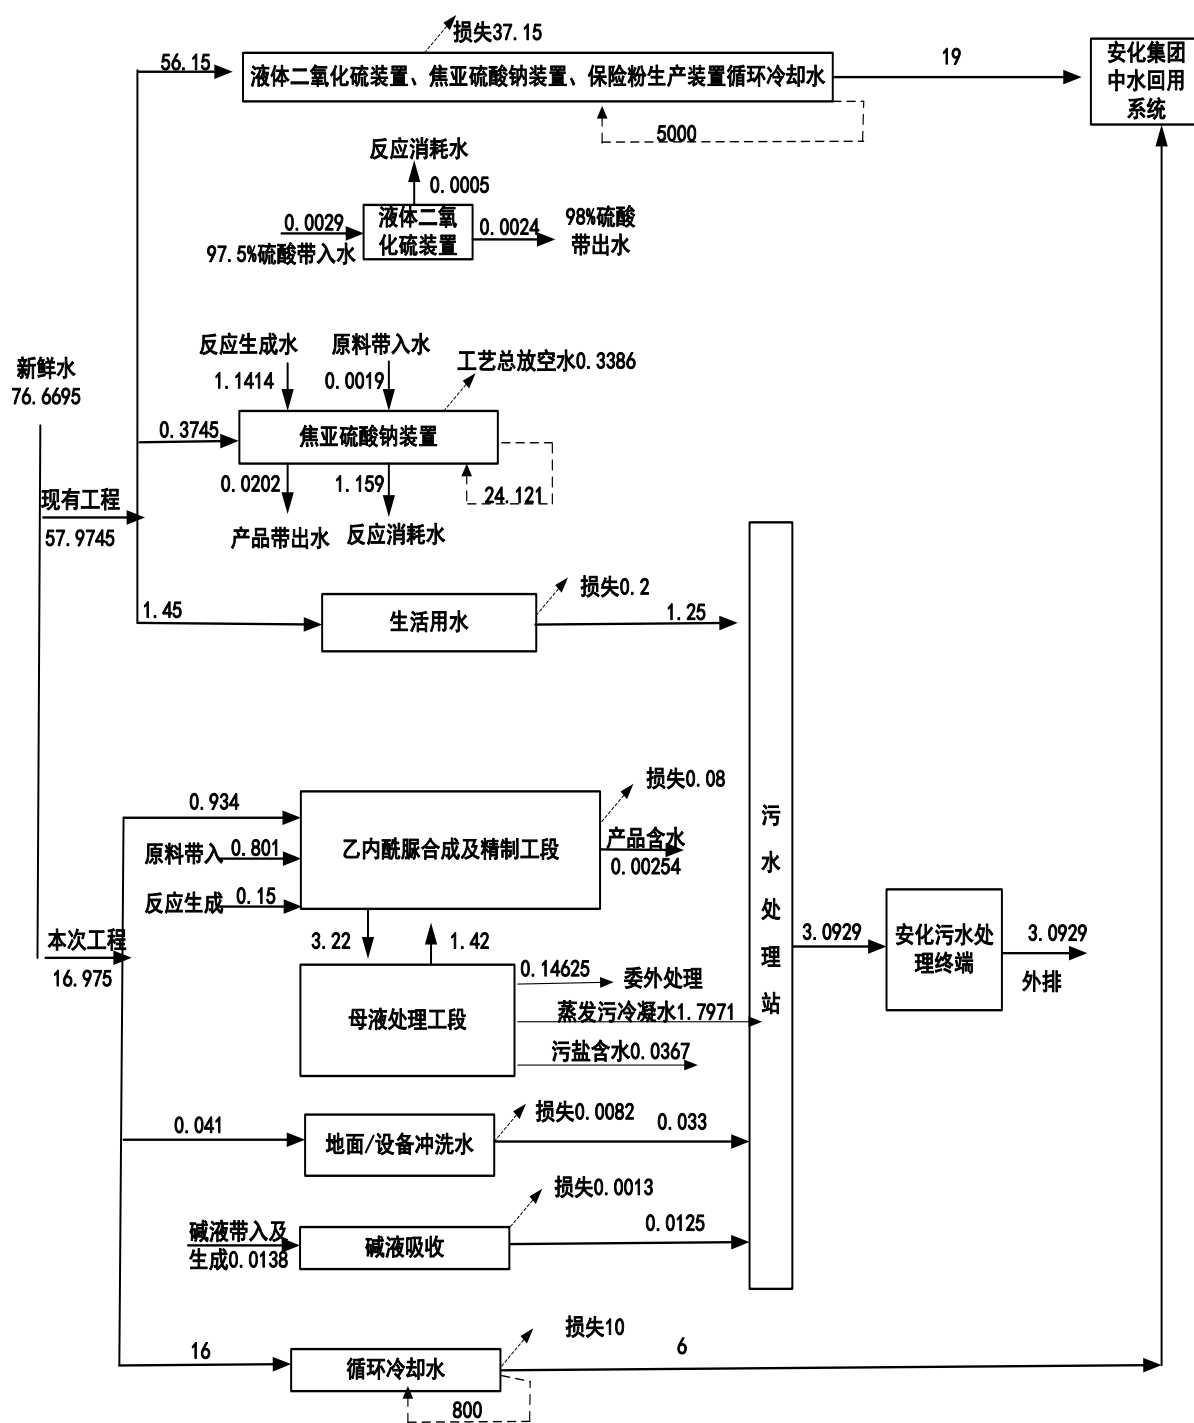 损失37.15
56.15
液体二氧化硫装置、焦亚硫酸钠装置、保险粉生产装置循环冷却水
19
安化集团
中水回用
系统
5000
反应消耗水
0.0005
0.0029
97.5%硫酸带入水
液体二氧
化硫装置
0.0024
98%硫酸
带出水
新鲜水
76.6695
反应生成水
1.1414
原料带入水
0.0019
工艺总放空水0.3386
0.3745
焦亚硫酸钠装置
0.0202
1.159
24.121
产品带出水
反应消耗水
现有工程
57.9745
1.45
生活用水
损失0.2
1.25
损失0.08
0.934
原料带入
0.801
反应生成
0.15
乙内酰脲合成及精制工段
产品含水
0.00254
污
水
处
理
站
3.22
1.42
本次工程
16.975
母液处理工段
0.14625
委外处理
蒸发污冷凝水1.7971
污盐含水0.0367
3.0929
安化污水处
理终端
3.0929
外排
0.041
地面/设备冲洗水
损失0.0082
0.033
碱液带入及
生成0.0138
碱液吸收
损失0.0013
0.0125
16
循环冷却水
损失10
6
800